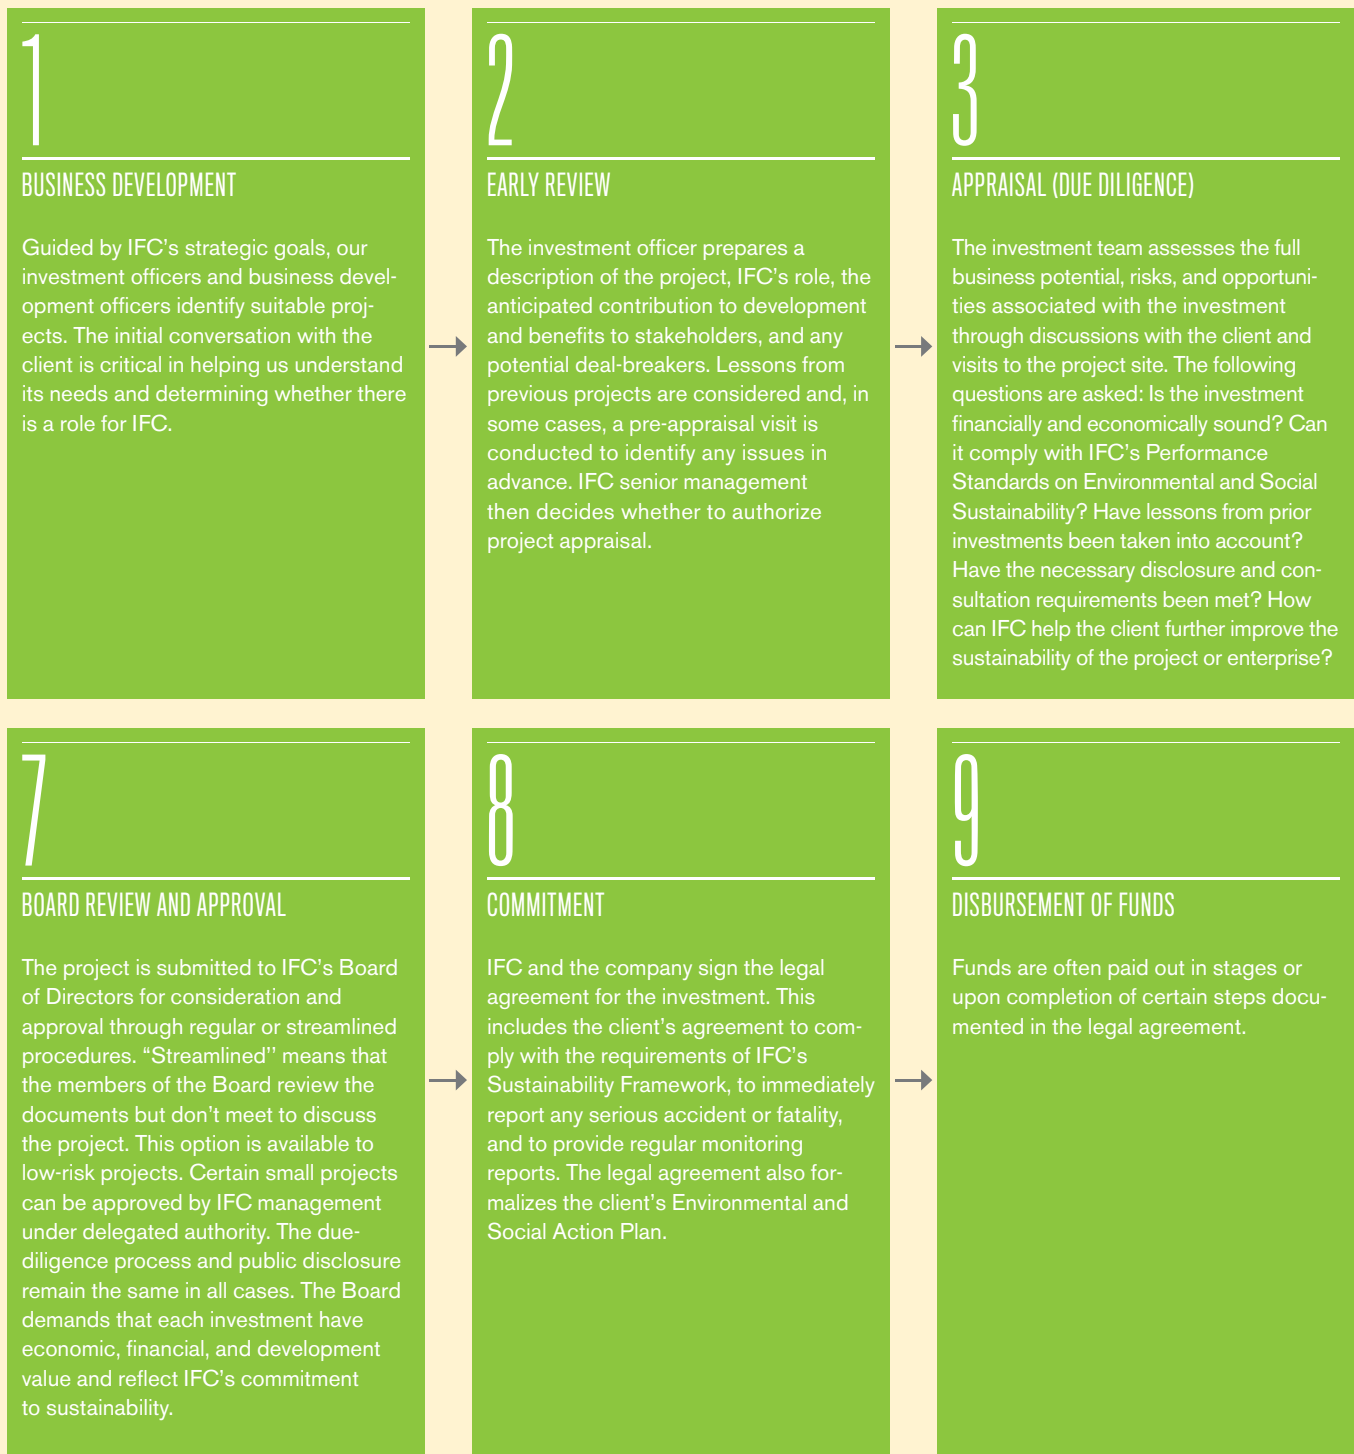 1
BUSINESS DEVELOPMENT
Guided by IFC's strategic goals, our
investment officers and business devel-
opment officers identify suitable proj-
ects. The initial conversation with the
client is critical in helping us understand
its needs and determining whether there
is a role for IFC.
2
EARLY REVIEW
The investment officer prepares a
description of the project, IFC's role, the
anticipated contribution to development
and benefits to stakeholders, and any
potential deal-breakers. Lessons from
previous projects are considered and, in
some cases, a pre-appraisal visit is
conducted to identify any issues in
advance. IFC senior management
then decides whether to authorize
project appraisal.
3
APPRAISAL (DUE DILIGENCE)
The investment team assesses the full
business potential, risks, and opportuni-
ties associated with the investment
through discussions with the client and
visits to the project site. The following
questions are asked: Is the investment
financially and economically sound? Can
it comply with IFC's Performance
Standards on Environmental and Social
Sustainability? Have lessons from prior
investments been taken into account?
Have the necessary disclosure and con-
sultation requirements been met? How
can IFC help the client further improve the
sustainability of the project or enterprise?
7
BOARD REVIEW AND APPROVAL
The project is submitted to IFC's Board
of Directors for consideration and
approval through regular or streamlined
procedures. “Streamlined’’ means that
the members of the Board review the
documents but don't meet to discuss
the project. This option is available to
low-risk projects. Certain small projects
can be approved by IFC management
under delegated authority. The due-
diligence process and public disclosure
remain the same in all cases. The Board
demands that each investment have
economic, financial, and development
value and reflect IFC's commitment
to sustainability.
8
COMMITMENT
IFC and the company sign the legal
agreement for the investment. This
includes the client's agreement to com-
ply with the requirements of IFC's
Sustainability Framework, to immediately
report any serious accident or fatality,
and to provide regular monitoring
reports. The legal agreement also for-
malizes the client's Environmental and
Social Action Plan.
9
DISBURSEMENT OF FUNDS
Funds are often paid out in stages or
upon completion of certain steps docu-
mented in the legal agreement.